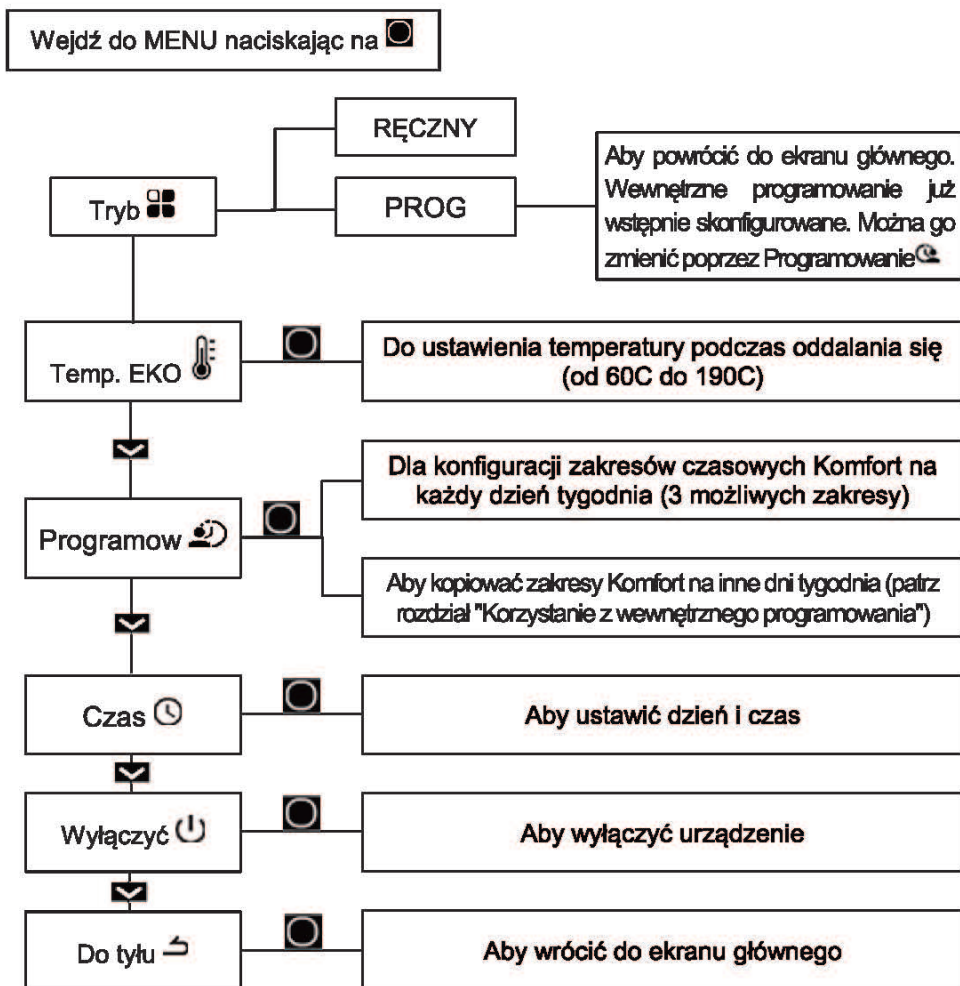 Wejdź do MENU naciskając na
RĘCZNY
Tryb
PROG
Aby powrócić do ekranu głównego.
Wewnętrzne programowanie już
wstępnie skonfigurowane. Można go
zmienić poprzez Programowanie
Temp. EKO
Do ustawienia temperatury podczas oddalania się
(od 60C do 190C)
Programow
Dla konfiguracji zakresów czasowych Komfort na
każdy dzień tygodnia (3 możliwych zakresy)
Aby kopiować zakresy Komfort na inne dni tygodnia (patrz
rozdział "Korzystanie z wewnętrznego programowania")
Czas
Aby ustawić dzień i czas
Wyłączyć
Aby wyłączyć urządzenie
Do tyłu
Aby wrócić do ekranu głównego